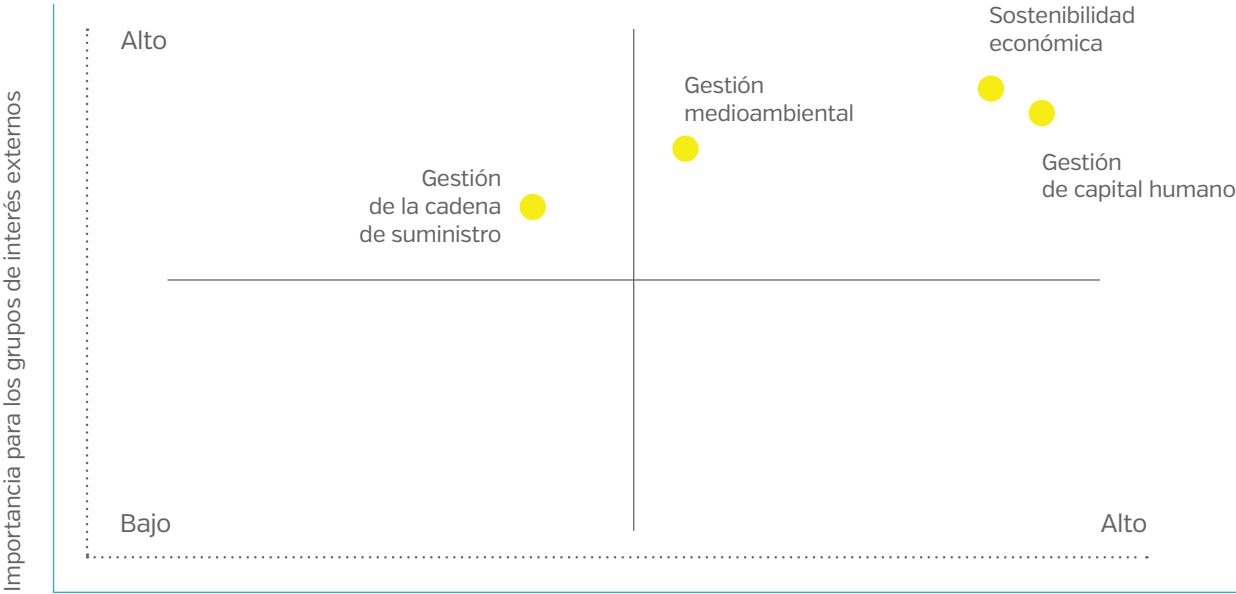 Importancia para los grupos de interés externos
Alto
Sostenibilidad
económica
Gestión
medioambiental
Gestión
de capital humano
Gestión
de la cadena
de suministro
Bajo
Alto